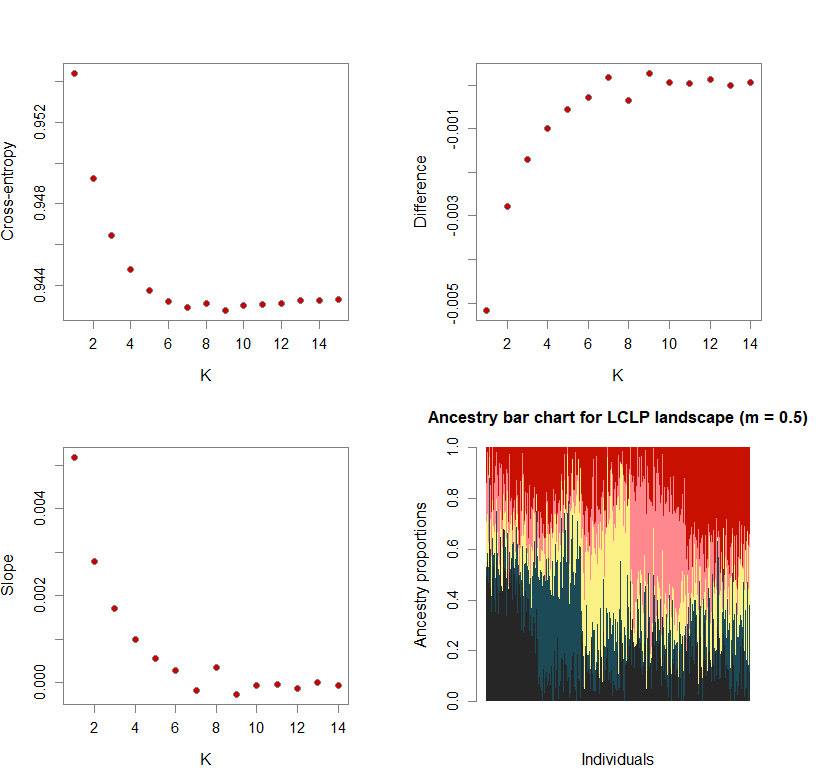 Cross-entropy
0.944 0.948 0.952
2 4 6 8 10 12 14
K
Difference
-0.005 -0.003 -0.001
2 4 6 8 10 12 14
K
Slope
0.000 0.002 0.004
2 4 6 8 10 12 14
K
Ancestry bar chart for LCLP landscape (m = 0.5)
Ancestry proportions
0.0 0.2 0.4 0.6 0.8 1.0
Individuals